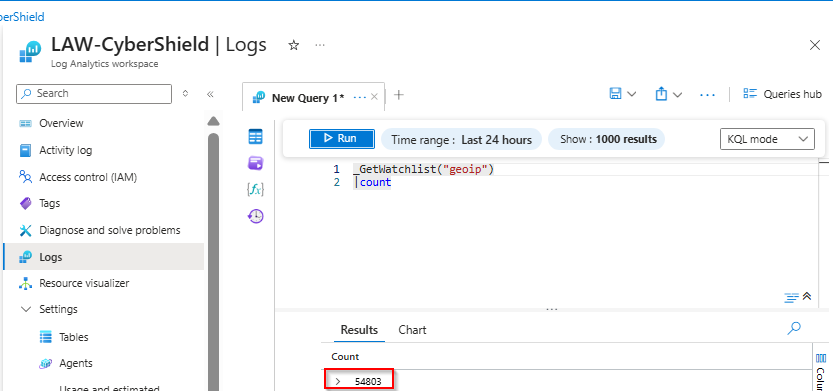 erShield
LAW-CyberShield | Logs
Log Analytics workspace
Search
Overview
Activity log
Access control (IAM)
Tags
Diagnose and solve problems
Logs
Resource visualizer
Settings
Tables
Agents
Usage and estimated
New Query 1*
Queries hub
Run
Time range : Last 24 hours
Show : 1000 results
KQL mode
1 _GetWatchlist("geoip")
2 |count
Results
Chart
Count
54803
Colum